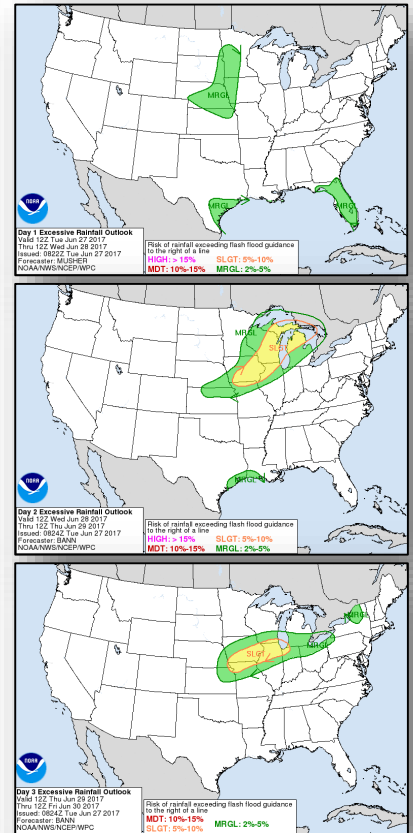 MRGL
MRGL
MRGL
NOAA
Day 1 Excessive Rainfall Outlook
Valid 12Z Tue Jun 27 2017
Thru 12Z Wed Jun 28 2017
Issued: 0822Z Tue Jun 27 2017
Forecaster: MUSHER
NOAA/NWS/NCEP/WPC
Risk of rainfall exceeding flash flood guidance
to the right of a line
HIGH: > 15% SLGT: 5%-10%
MDT: 10%-15% MRGL: 2%-5%
MRGL
SLGT
MRGL
NOAA
Day 2 Excessive Rainfall Outlook
Valid 12Z Wed Jun 28 2017
Thru 12Z Thu Jun 29 2017
Issued: 0824Z Tue Jun 27 2017
Forecaster: BANN
NOAA/NWS/NCEP/WPC
Risk of rainfall exceeding flash flood guidance
to the right of a line
HIGH: > 15% SLGT: 5%-10%
MDT: 10%-15% MRGL: 2%-5%
MRGL
MRGL
SLGT
NOAA
Day 3 Excessive Rainfall Outlook
Valid 12Z Thu Jun 29 2017
Thru 12Z Fri Jun 30 2017
Issued: 0824Z Tue Jun 27 2017
Forecaster: BANN
NOAA/NWS/NCEP/WPC
Risk of rainfall exceeding flash flood guidance
to the right of a line
MDT: 10%-15%
SLGT: 5%-10% MRGL: 2%-5%